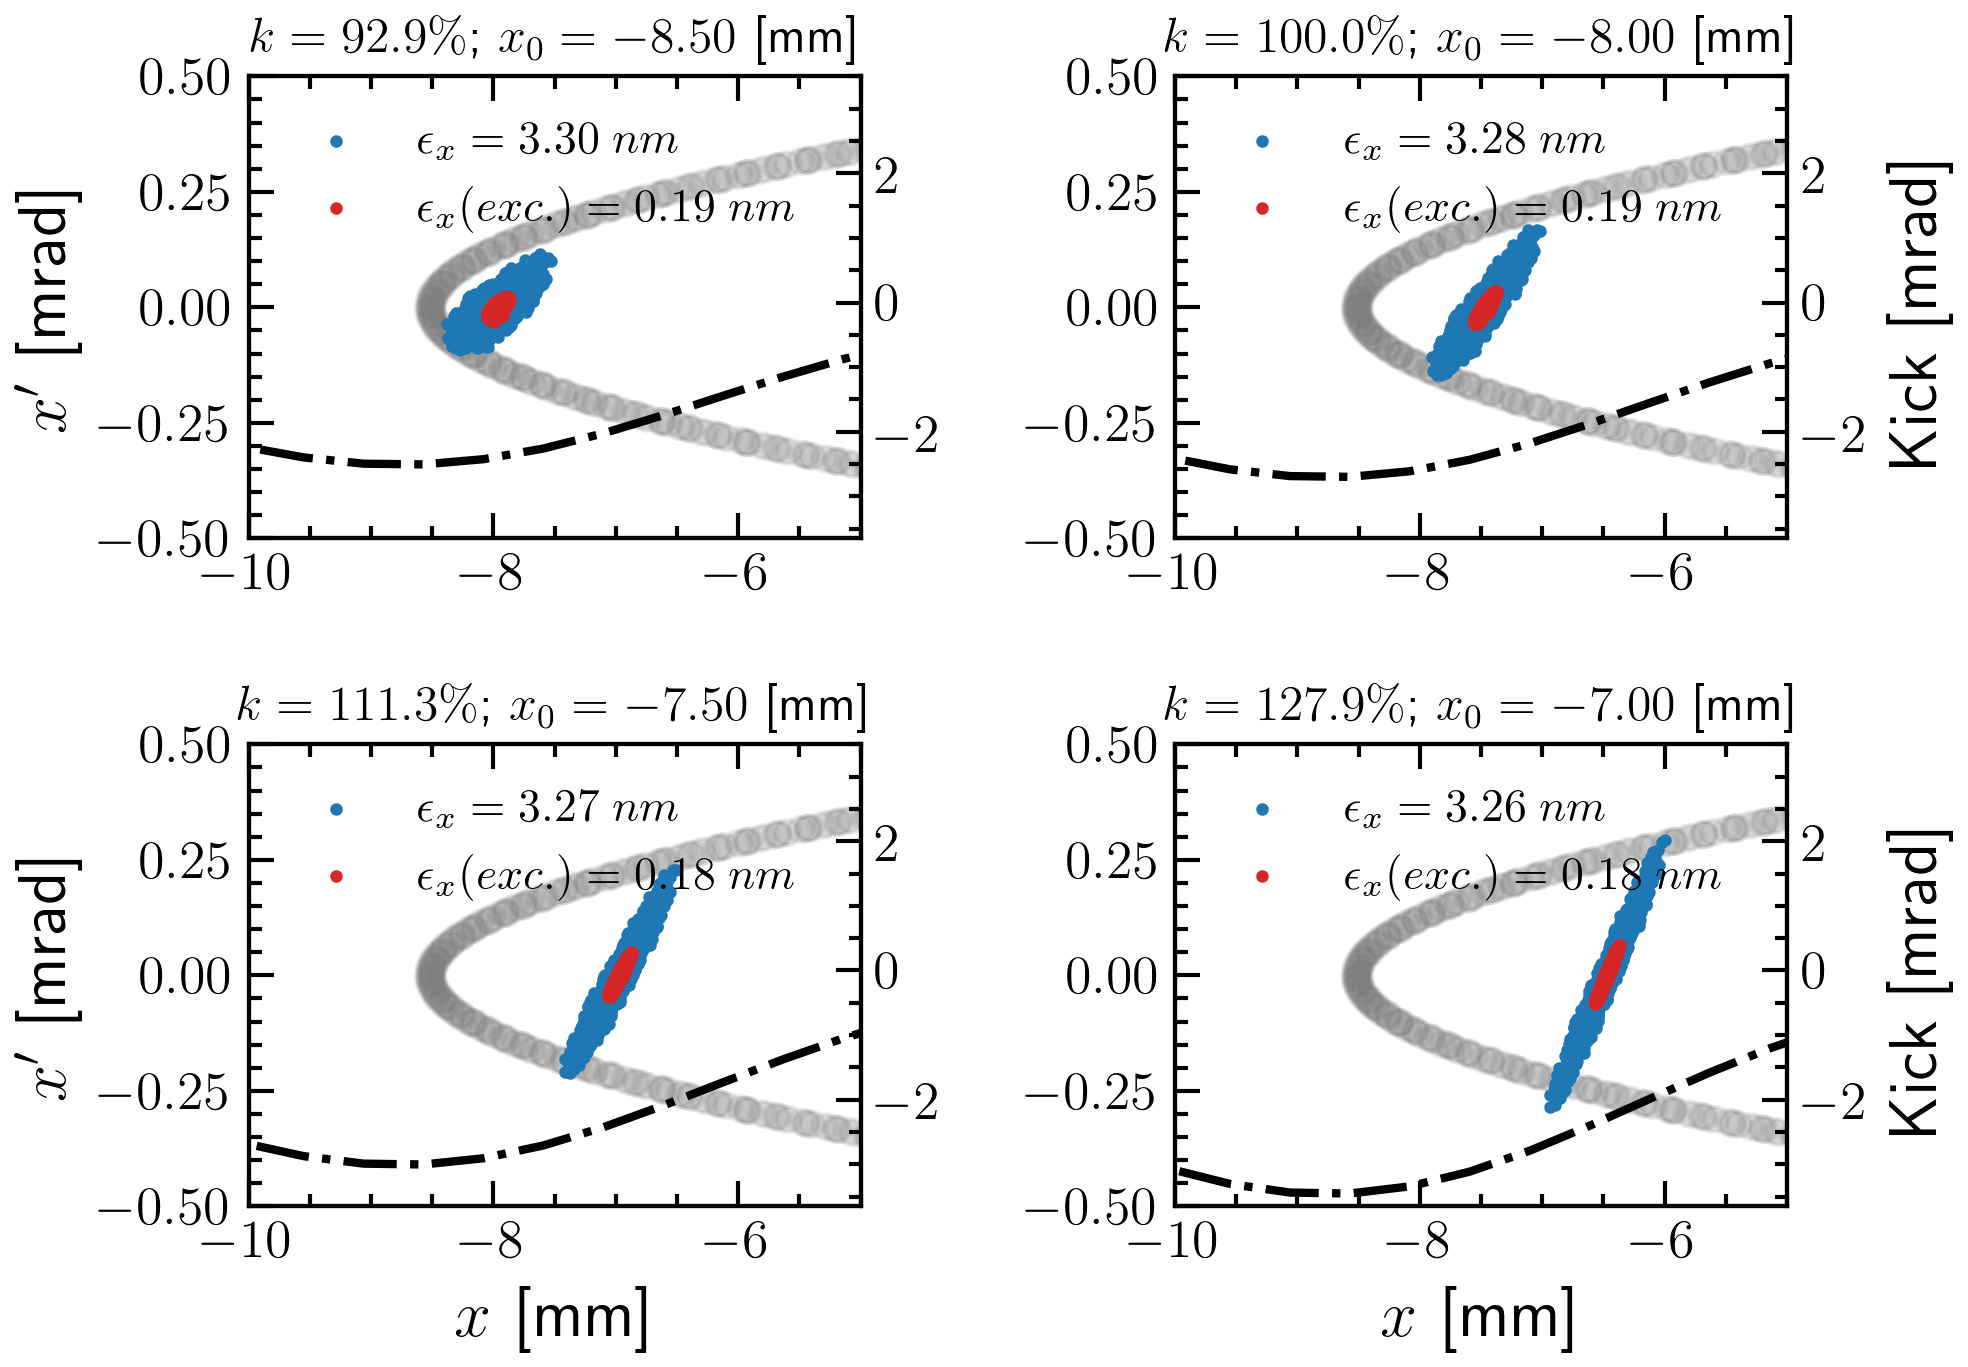 k = 92.9%; x₀ = −8.50 [mm]
0.50
0.25
0.00
−0.25
−0.50
x′ [mrad]
ϵₓ = 3.30 nm
ϵₓ(exc.) = 0.19 nm
2
0
−2
−10 −8 −6
k = 100.0%; x₀ = −8.00 [mm]
0.50
0.25
0.00
−0.25
−0.50
ϵₓ = 3.28 nm
ϵₓ(exc.) = 0.19 nm
2
0
−2
Kick [mrad]
−10 −8 −6
k = 111.3%; x₀ = −7.50 [mm]
0.50
0.25
0.00
−0.25
−0.50
x′ [mrad]
ϵₓ = 3.27 nm
ϵₓ(exc.) = 0.18 nm
2
0
−2
−10 −8 −6
x [mm]
k = 127.9%; x₀ = −7.00 [mm]
0.50
0.25
0.00
−0.25
−0.50
ϵₓ = 3.26 nm
ϵₓ(exc.) = 0.18 nm
2
0
−2
Kick [mrad]
−10 −8 −6
x [mm]